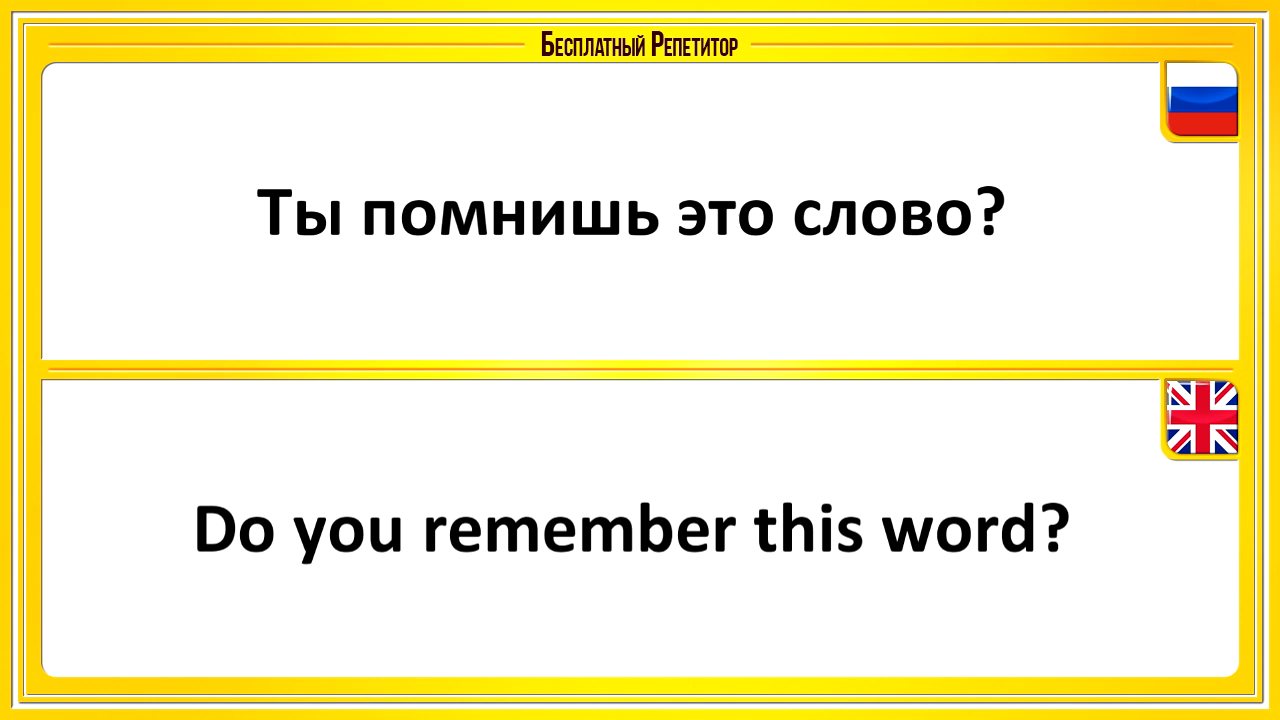 Бесплатный Репетитор
Ты помнишь это слово?
Do you remember this word?